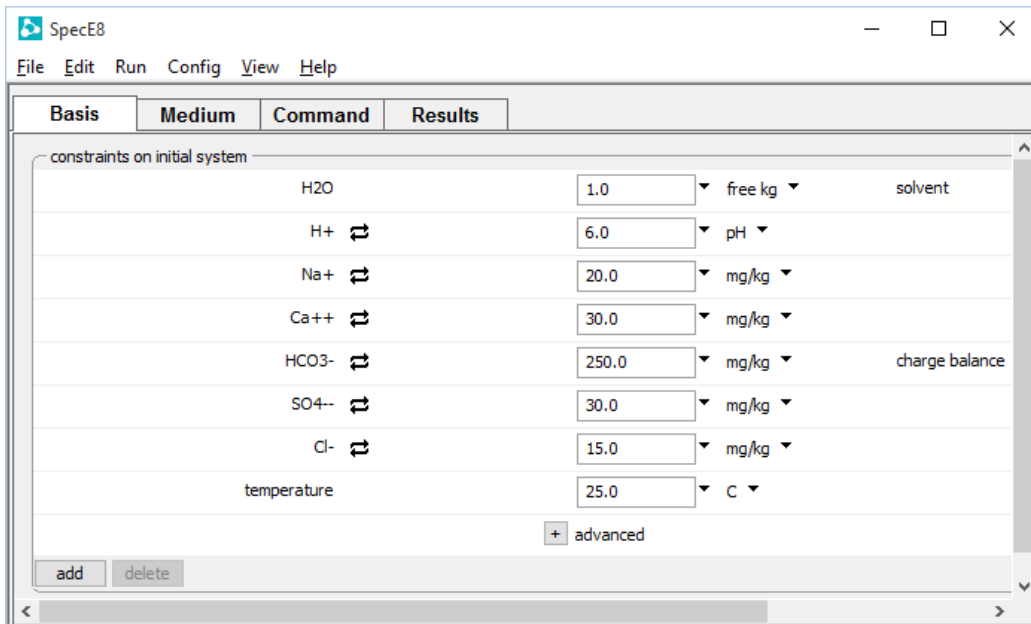 SpecE8
File Edit Run Config View Help
Basis Medium Command Results
constraints on initial system
H2O 1.0 free kg solvent
H+ 6.0 pH
Na+ 20.0 mg/kg
Ca++ 30.0 mg/kg
HCO3- 250.0 mg/kg charge balance
SO4-- 30.0 mg/kg
Cl- 15.0 mg/kg
temperature 25.0 C
+ advanced
add delete